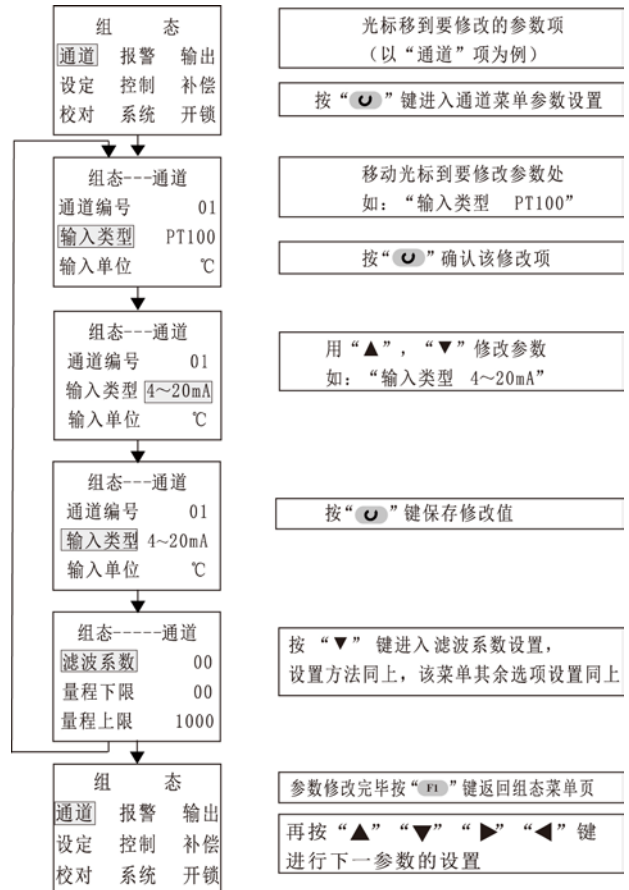 组 态
通道 报警 输出
设定 控制 补偿
校对 系统 开锁
光标移到要修改的参数项
（以“通道”项为例）
按“ ”键进入通道菜单参数设置
组态---通道
通道编号 01
输入类型 PT100
输入单位 ℃
移动光标到要修改参数处
如：“输入类型 PT100”
按“ ”确认该修改项
组态---通道
通道编号 01
输入类型 4～20mA
输入单位 ℃
用“▲”，“▼”修改参数
如：“输入类型 4～20mA”
组态---通道
通道编号 01
输入类型 4～20mA
输入单位 ℃
按“ ”键保存修改值
组态-----通道
滤波系数 00
量程下限 00
量程上限 1000
按 “▼” 键进入滤波系数设置，
设置方法同上，该菜单其余选项设置同上
组 态
通道 报警 输出
设定 控制 补偿
校对 系统 开锁
参数修改完毕按“F1”键返回组态菜单页
再按“▲” “▼” “▶” “◀”键
进行下一参数的设置